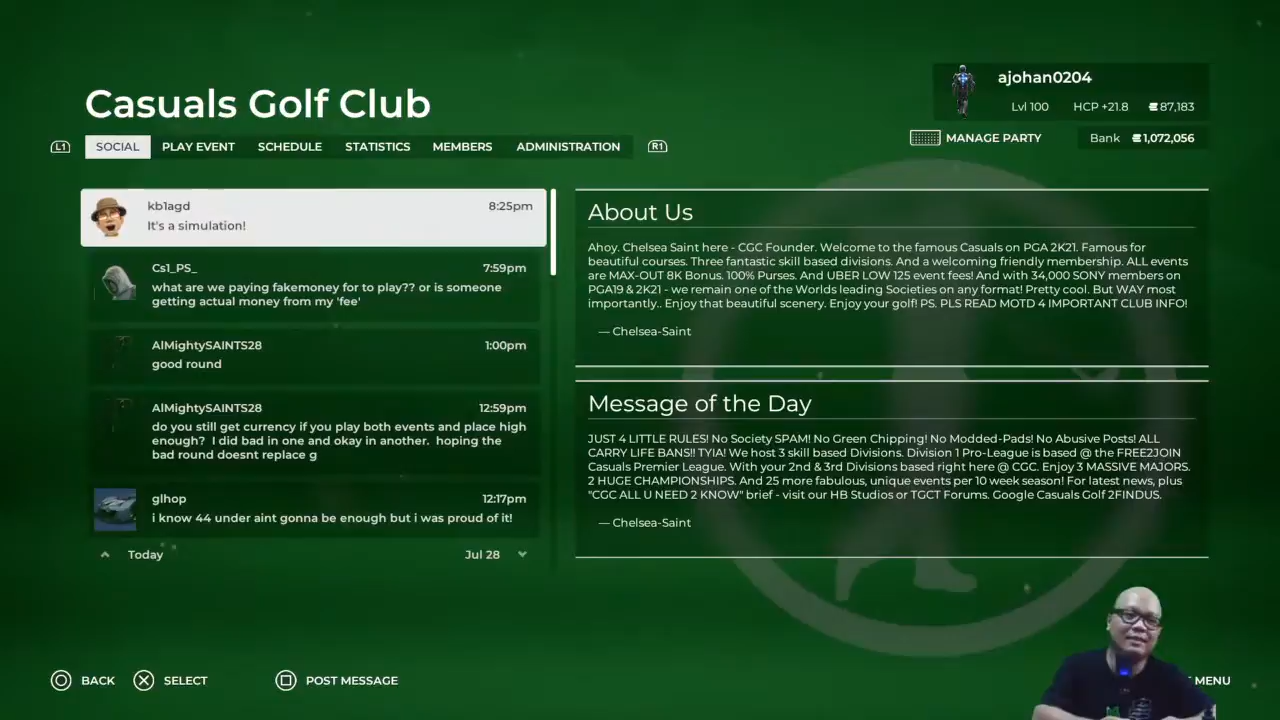 Casuals Golf Club
ajohan0204
Lvl 100 HCP +21.8 87,183
MANAGE PARTY Bank 1,072,056
L1 SOCIAL PLAY EVENT SCHEDULE STATISTICS MEMBERS ADMINISTRATION R1
kb1agd 8:25pm
It's a simulation!
Cs1_PS_ 7:59pm
what are we paying fakemoney for to play?? or is someone
getting actual money from my 'fee'
AlMightySAINTS28 1:00pm
good round
AlMightySAINTS28 12:59pm
do you still get currency if you play both events and place high
enough? I did bad in one and okay in another. hoping the
bad round doesnt replace g
glhop 12:17pm
i know 44 under aint gonna be enough but i was proud of it!
Today Jul 28
About Us
Ahoy. Chelsea Saint here - CGC Founder. Welcome to the famous Casuals on PGA 2K21. Famous for
beautiful courses. Three fantastic skill based divisions. And a welcoming friendly membership. ALL events
are MAX-OUT 8K Bonus. 100% Purses. And UBER LOW 125 event fees! And with 34,000 SONY members on
PGA19 & 2K21 - we remain one of the Worlds leading Societies on any format! Pretty cool. But WAY most
importantly.. Enjoy that beautiful scenery. Enjoy your golf! PS. PLS READ MOTD 4 IMPORTANT CLUB INFO!
— Chelsea-Saint
Message of the Day
JUST 4 LITTLE RULES! No Society SPAM! No Green Chipping! No Modded-Pads! No Abusive Posts! ALL
CARRY LIFE BANS!! TYIA! We host 3 skill based Divisions. Division 1 Pro-League is based @ the FREE2JOIN
Casuals Premier League. With your 2nd & 3rd Divisions based right here @ CGC. Enjoy 3 MASSIVE MAJORS.
2 HUGE CHAMPIONSHIPS. And 25 more fabulous, unique events per 10 week season! For latest news, plus
"CGC ALL U NEED 2 KNOW" brief - visit our HB Studios or TGCT Forums. Google Casuals Golf 2FINDUS.
— Chelsea-Saint
BACK SELECT POST MESSAGE MENU